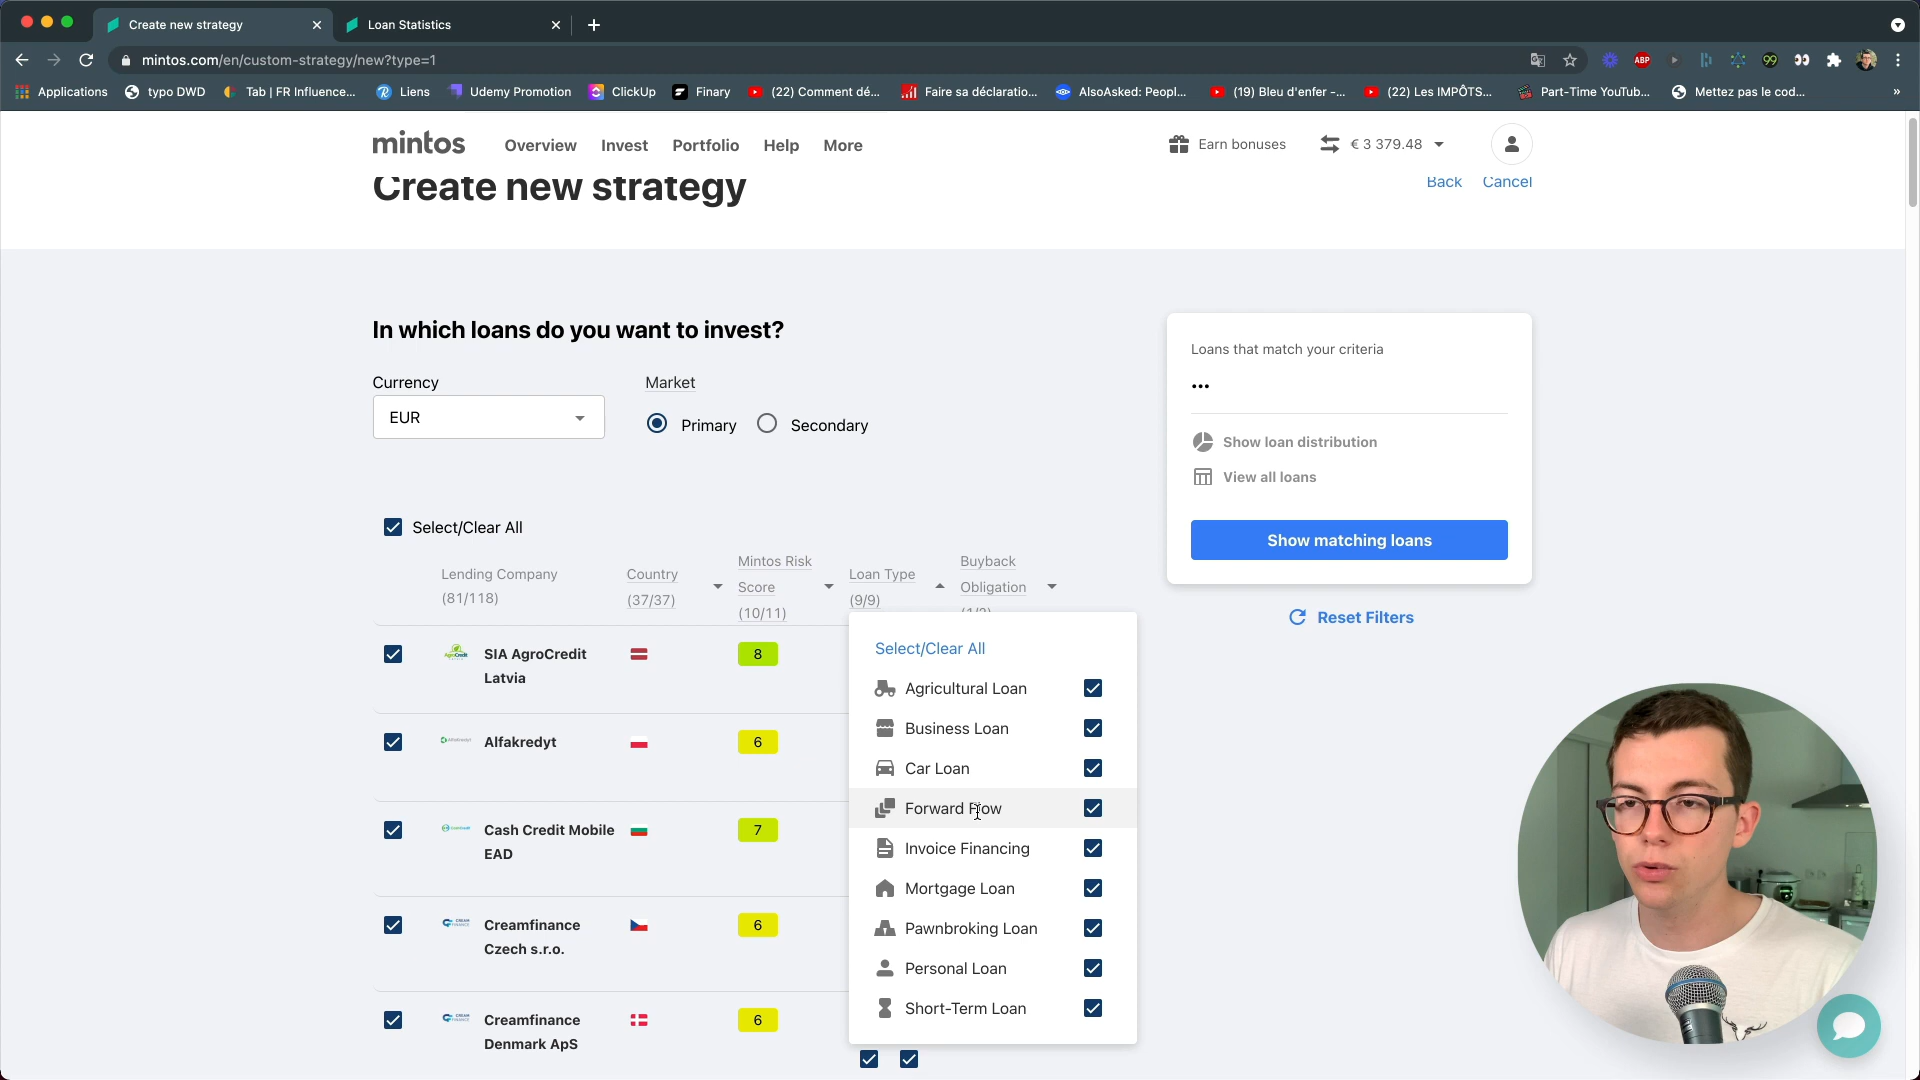 Create new strategy
Loan Statistics
mintos.com/en/custom-strategy/new?type=1
ABP
99
Applications
typo DWD
Tab | FR Influence...
Liens
Udemy Promotion
ClickUp
Finary
(22) Comment dé...
Faire sa déclaratio...
AlsoAsked: Peopl...
(19) Bleu d'enfer -...
(22) Les IMPÔTS...
Part-Time YouTub...
Mettez pas le cod...
»
mintos
Overview
Invest
Portfolio
Help
More
Earn bonuses
€ 3 379.48
Create new strategy
Back
Cancel
In which loans do you want to invest?
Currency
EUR
Market
Primary
Secondary
Loans that match your criteria
...
Show loan distribution
View all loans
Show matching loans
Reset Filters
Select/Clear All
Lending Company
(81/118)
Country
(37/37)
Mintos Risk
Score
(10/11)
Loan Type
(9/9)
Buyback
Obligation
SIA AgroCredit
Latvia
8
Alfakredyt
6
Cash Credit Mobile
EAD
7
Creamfinance
Czech s.r.o.
6
Creamfinance
Denmark ApS
6
Select/Clear All
Agricultural Loan
Business Loan
Car Loan
Forward Flow
Invoice Financing
Mortgage Loan
Pawnbroking Loan
Personal Loan
Short-Term Loan